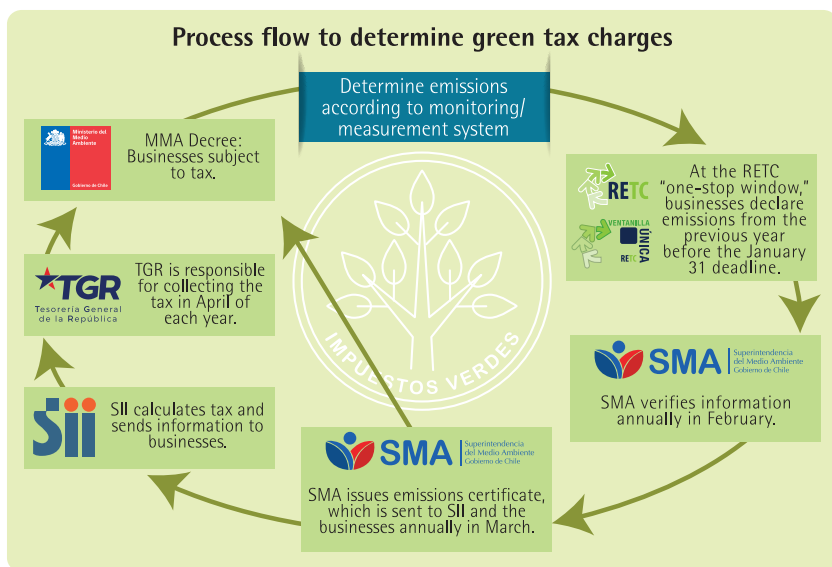 Process flow to determine green tax charges
Determine emissions
according to monitoring/
measurement system
Ministerio del
Medio
Ambiente
Gobierno de Chile
MMA Decree:
Businesses subject
to tax.
RETC
VENTANILLA
ÚNICA
RETC
At the RETC
“one-stop window,”
businesses declare
emissions from the
previous year
before the January
31 deadline.
TGR
Tesorería General
de la República
TGR is responsible
for collecting the
tax in April of
each year.
IMPUESTOS VERDES
SMA
Superintendencia
del Medio Ambiente
Gobierno de Chile
SMA verifies information
annually in February.
Sii
SII calculates tax and
sends information to
businesses.
SMA
Superintendencia
del Medio Ambiente
Gobierno de Chile
SMA issues emissions certificate,
which is sent to SII and the
businesses annually in March.